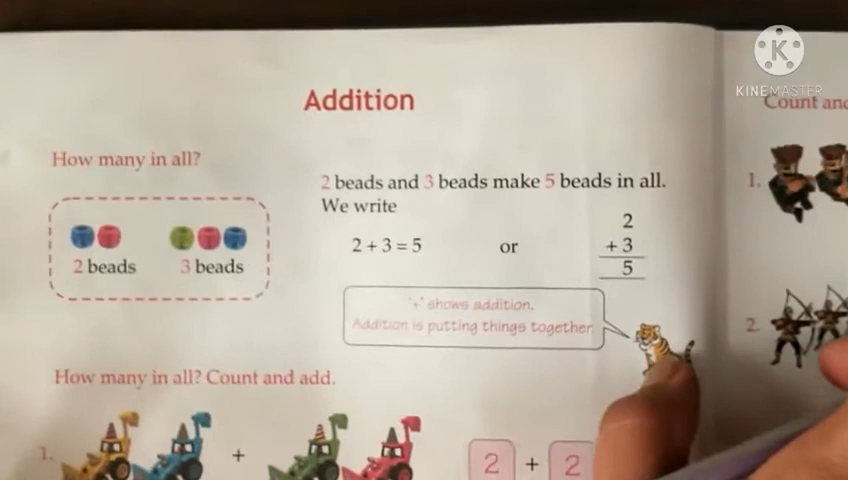 KINEMASTER
Addition
Count and
How many in all?
2 beads and 3 beads make 5 beads in all.
We write
2 beads
3 beads
2 + 3 = 5
or
2
+ 3
5
'+' shows addition.
Addition is putting things together.
How many in all? Count and add.
1.
+
2 + 2
1.
2.